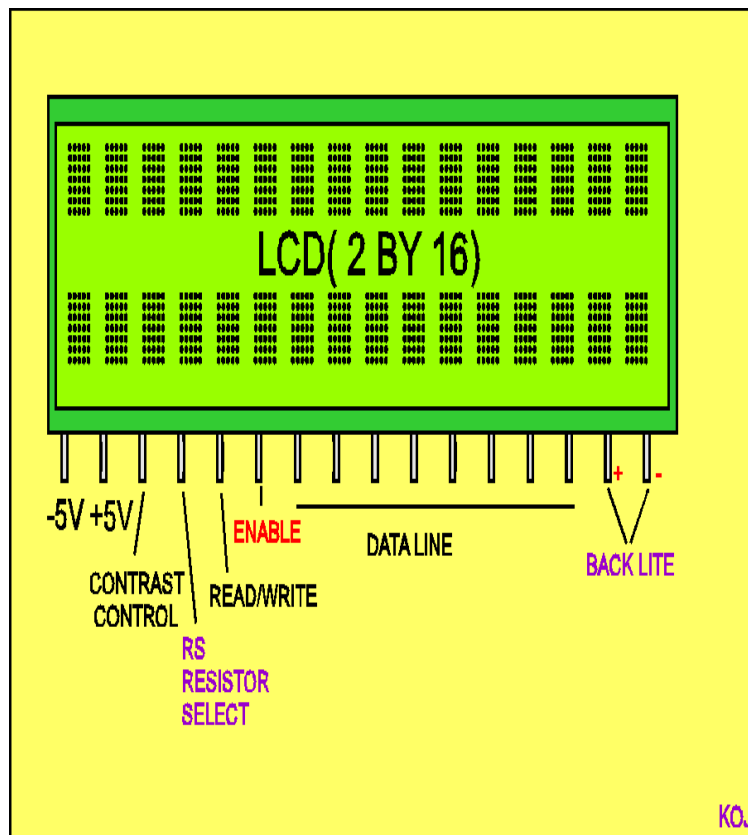 LCD( 2 BY 16)
+ -
-5V +5V
ENABLE
DATA LINE
BACK LITE
CONTRAST
CONTROL
READ/WRITE
RS
RESISTOR
SELECT